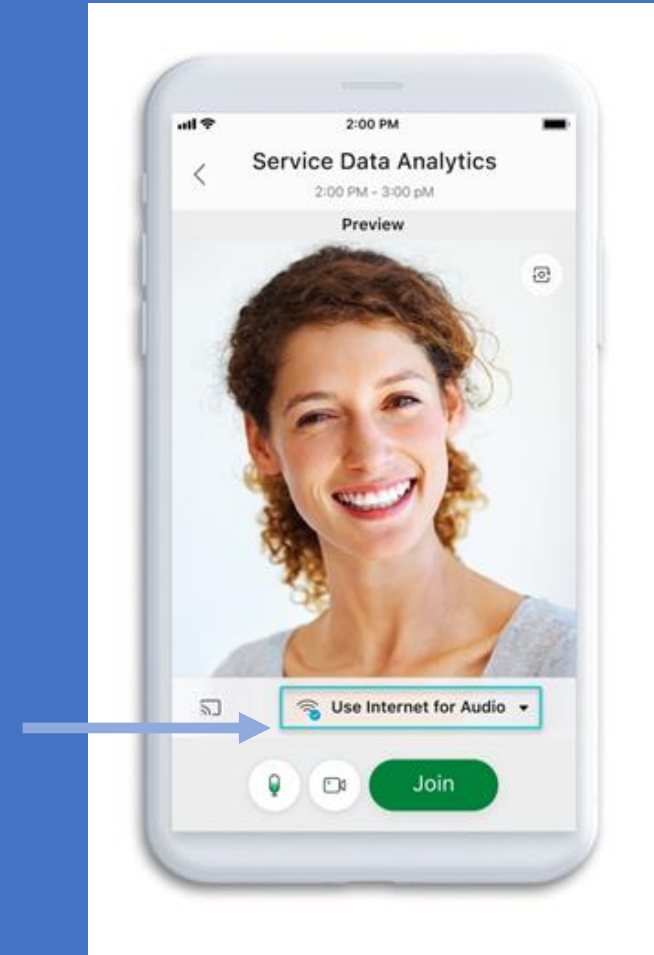 2:00 PM
Service Data Analytics
2:00 PM - 3:00 pM
Preview
Use Internet for Audio
Join